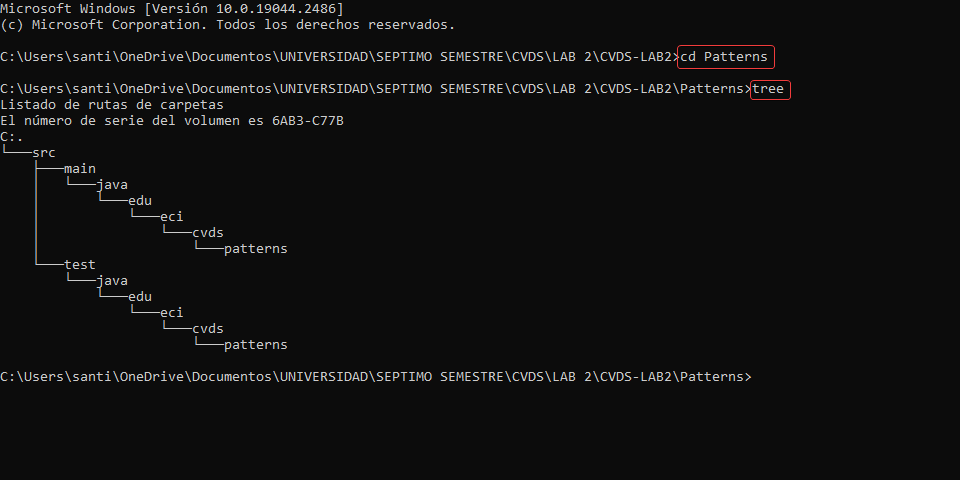 Microsoft Windows [Versión 10.0.19044.2486]
(c) Microsoft Corporation. Todos los derechos reservados.
C:\Users\santi\OneDrive\Documentos\UNIVERSIDAD\SEPTIMO SEMESTRE\CVDS\LAB 2\CVDS-LAB2>cd Patterns
C:\Users\santi\OneDrive\Documentos\UNIVERSIDAD\SEPTIMO SEMESTRE\CVDS\LAB 2\CVDS-LAB2\Patterns>tree
Listado de rutas de carpetas
El número de serie del volumen es 6AB3-C77B
C:.
└───src
    ├───main
    │   └───java
    │       └───edu
    │           └───eci
    │               └───cvds
    │                   └───patterns
    └───test
        └───java
            └───edu
                └───eci
                    └───cvds
                        └───patterns
C:\Users\santi\OneDrive\Documentos\UNIVERSIDAD\SEPTIMO SEMESTRE\CVDS\LAB 2\CVDS-LAB2\Patterns>